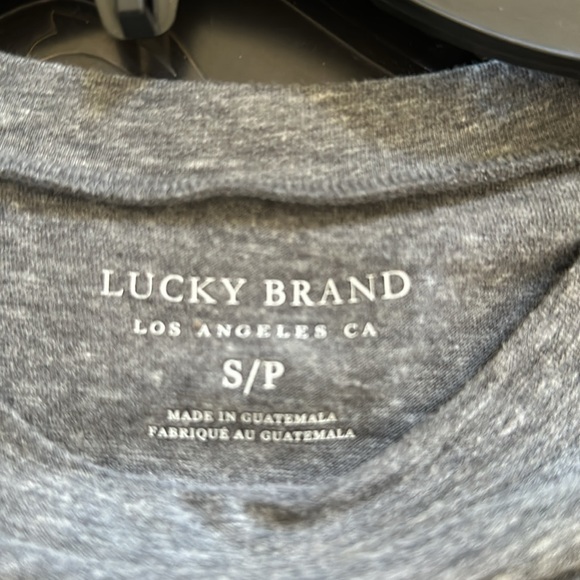 LUCKY BRAND
LOS ANGELES CA
S/P
MADE IN GUATEMALA
FABRIQUÉ AU GUATEMALA